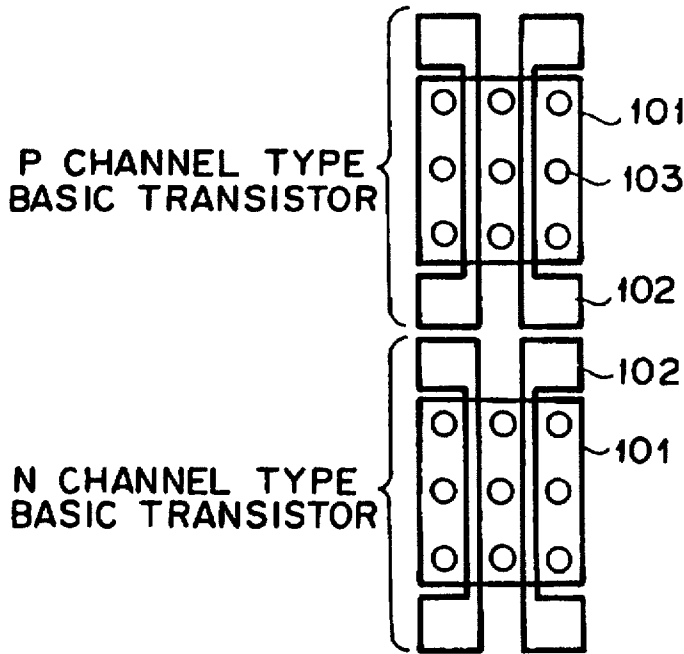 101
P CHANNEL TYPE
BASIC TRANSISTOR
103
102
102
101
N CHANNEL TYPE
BASIC TRANSISTOR